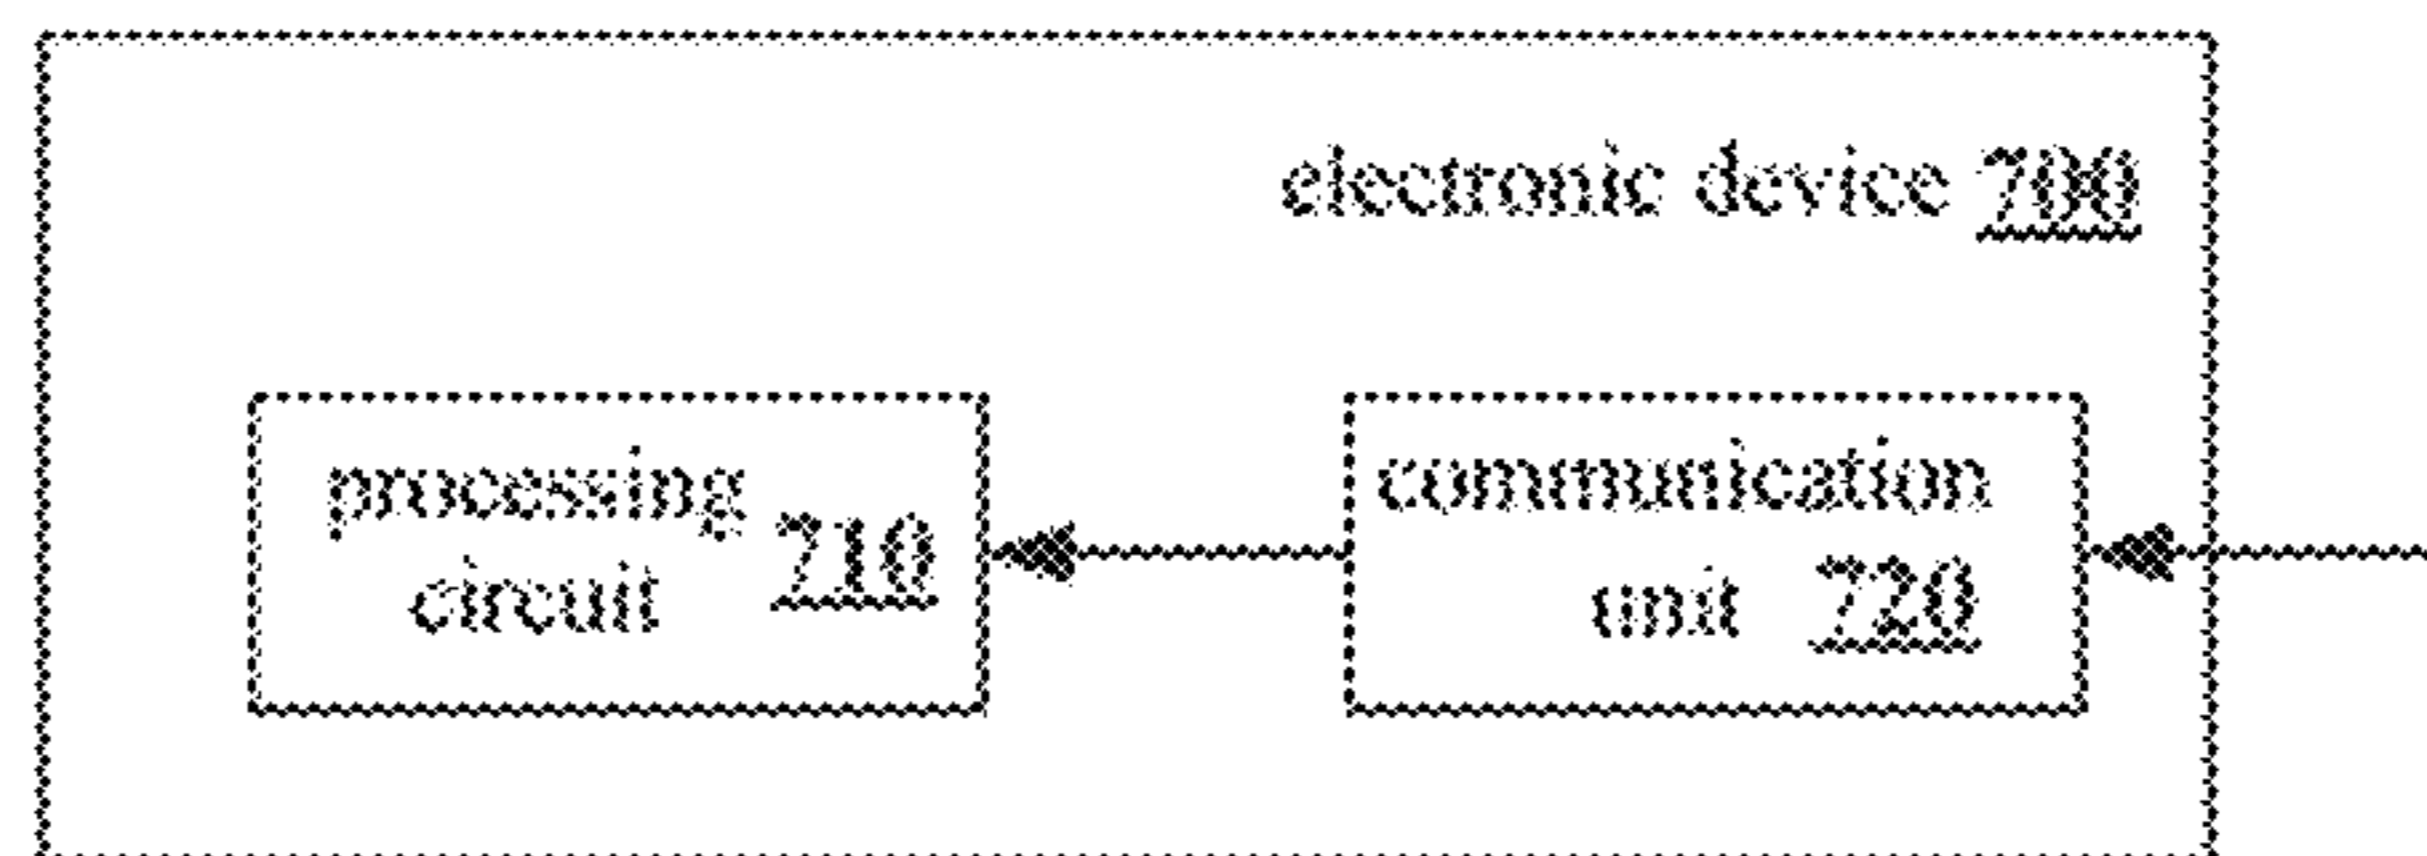 electronic device 700
processing
circuit 710
communication
unit 720